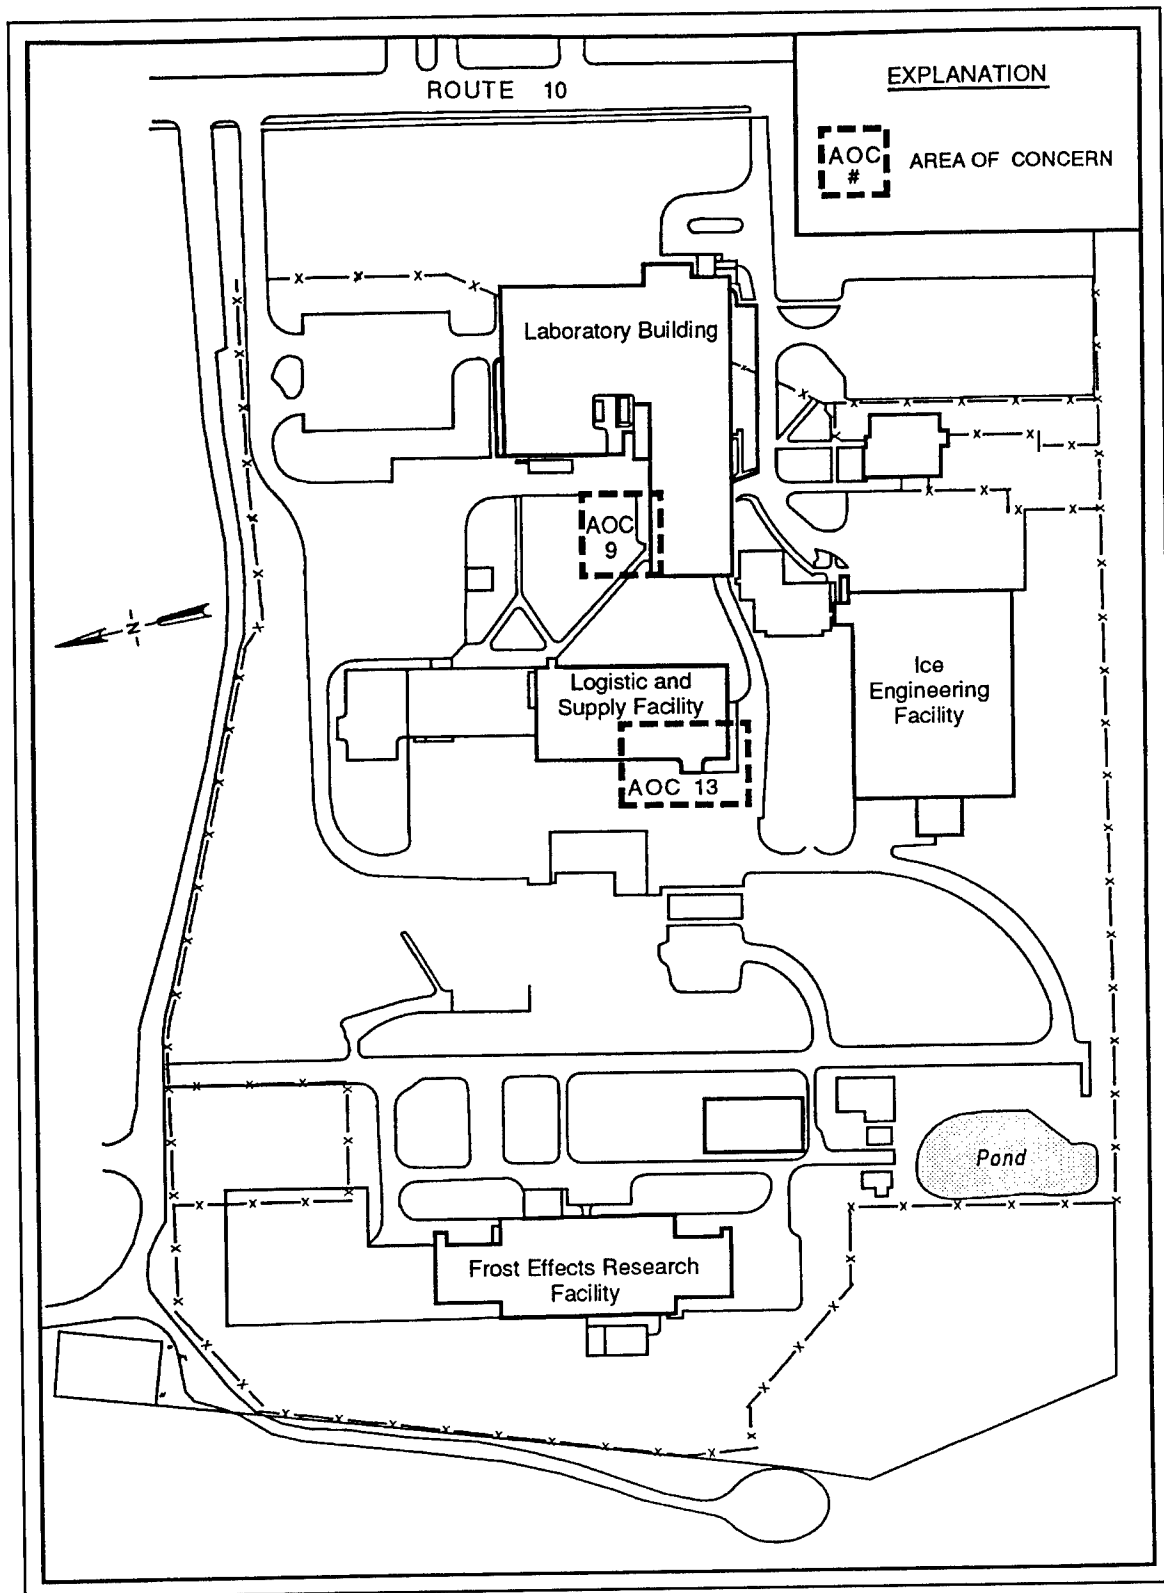 ROUTE 10
EXPLANATION
AOC
#
AREA OF CONCERN
Laboratory Building
AOC
9
N
Ice
Engineering
Facility
Logistic and
Supply Facility
AOC 13
Pond
Frost Effects Research
Facility